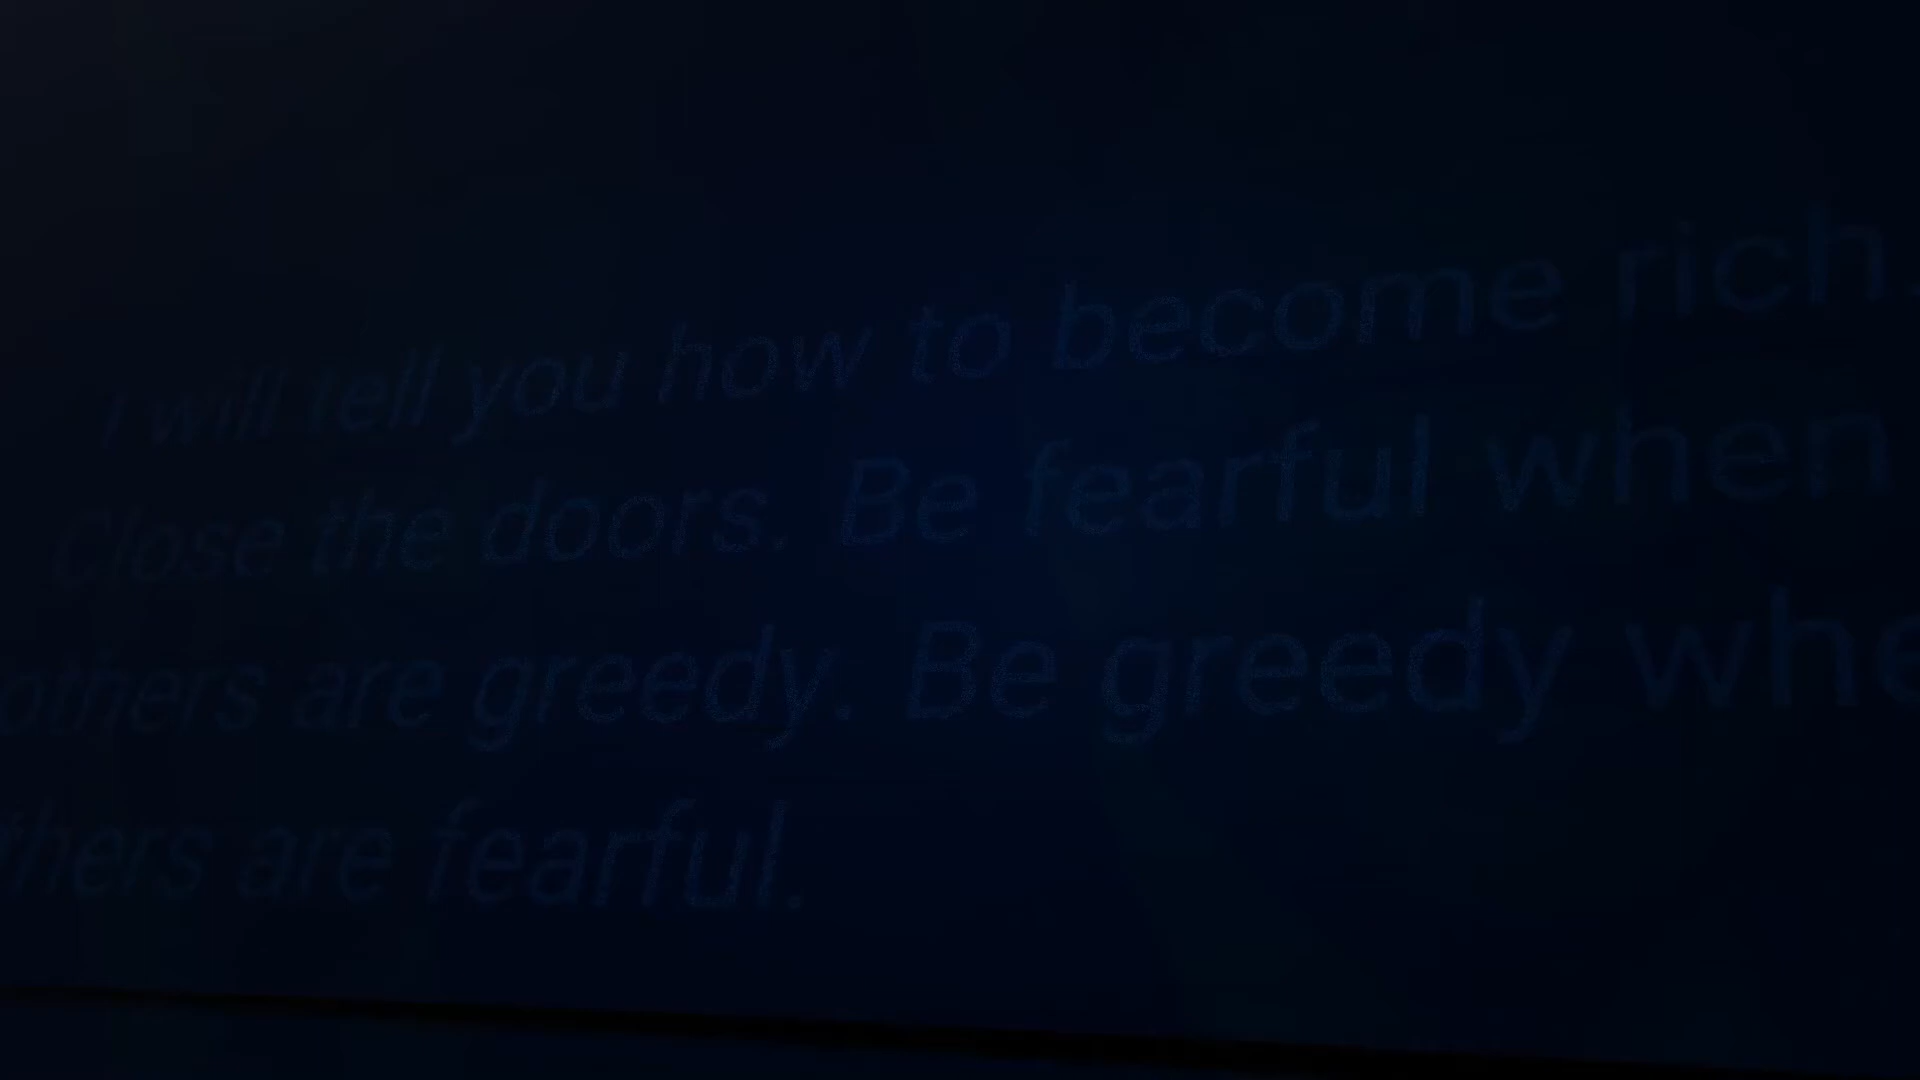 I will tell you how to become rich.
Close the doors. Be fearful when
others are greedy. Be greedy whe
thers are fearful.